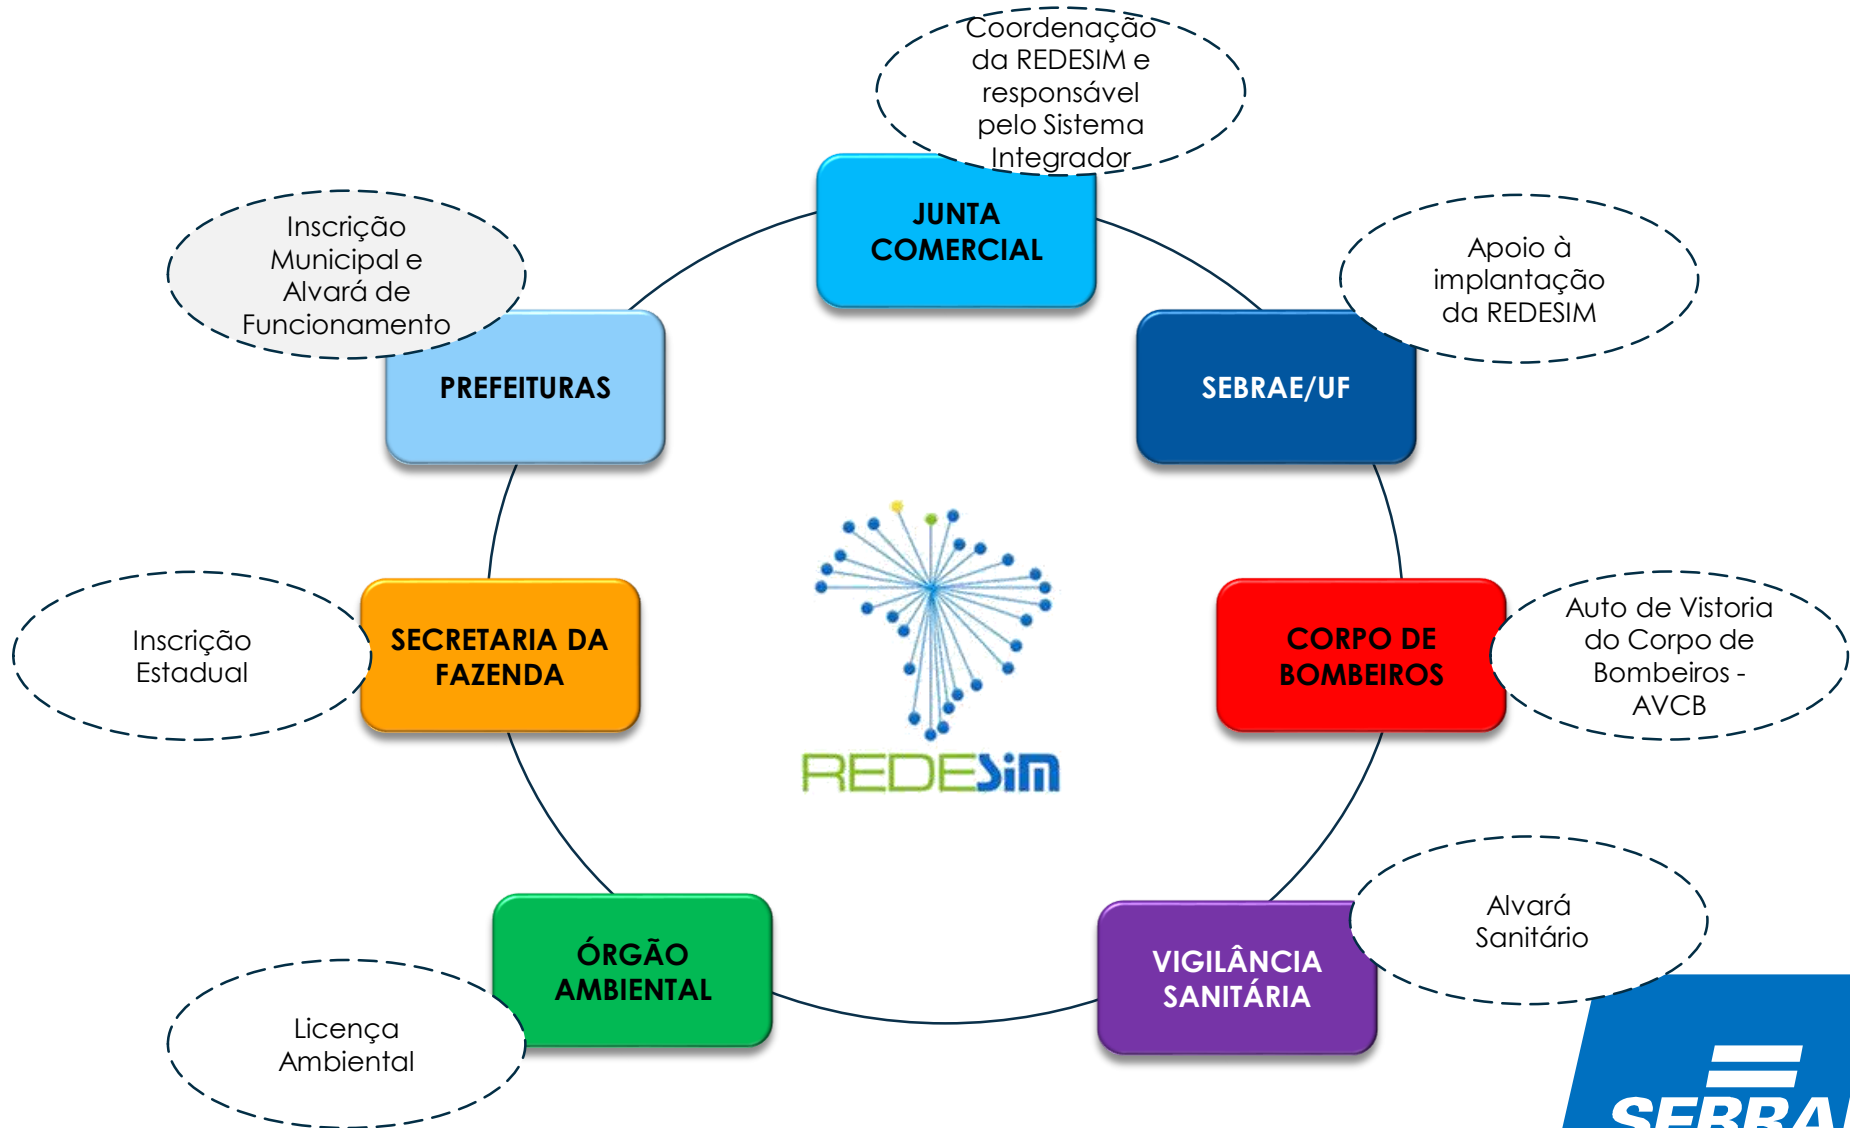 Coordenação
da REDESIM e
responsável
pelo Sistema
Integrador
JUNTA
COMERCIAL
Inscrição
Municipal e
Alvará de
Funcionamento
PREFEITURAS
Apoio à
implantação
da REDESIM
SEBRAE/UF
Inscrição
Estadual
SECRETARIA DA
FAZENDA
REDESiM
CORPO DE
BOMBEIROS
Auto de Vistoria
do Corpo de
Bombeiros -
AVCB
ÓRGÃO
AMBIENTAL
Licença
Ambiental
VIGILÂNCIA
SANITÁRIA
Alvará
Sanitário
SEBRA